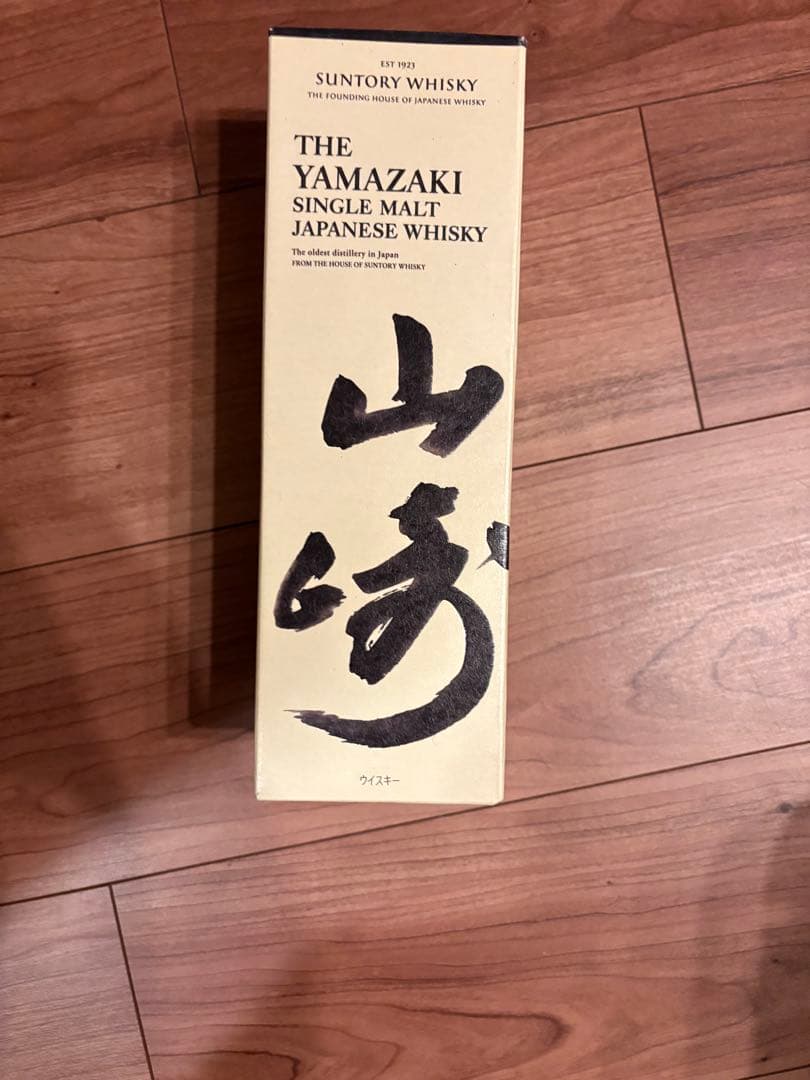 EST 1923
SUNTORY WHISKY
THE FOUNDING HOUSE OF JAPANESE WHISKY
THE
YAMAZAKI
SINGLE MALT
JAPANESE WHISKY
The oldest distillery in Japan
FROM THE HOUSE OF SUNTORY WHISKY
山
崎
ウイスキー